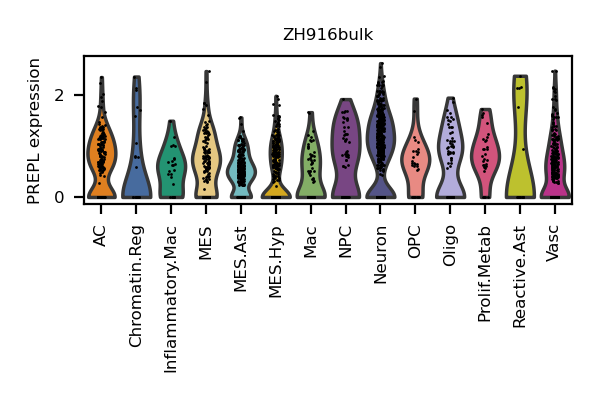 ZH916bulk
PREPL expression
2
0
AC
Chromatin.Reg
Inflammatory.Mac
MES
MES.Ast
MES.Hyp
Mac
NPC
Neuron
OPC
Oligo
Prolif.Metab
Reactive.Ast
Vasc